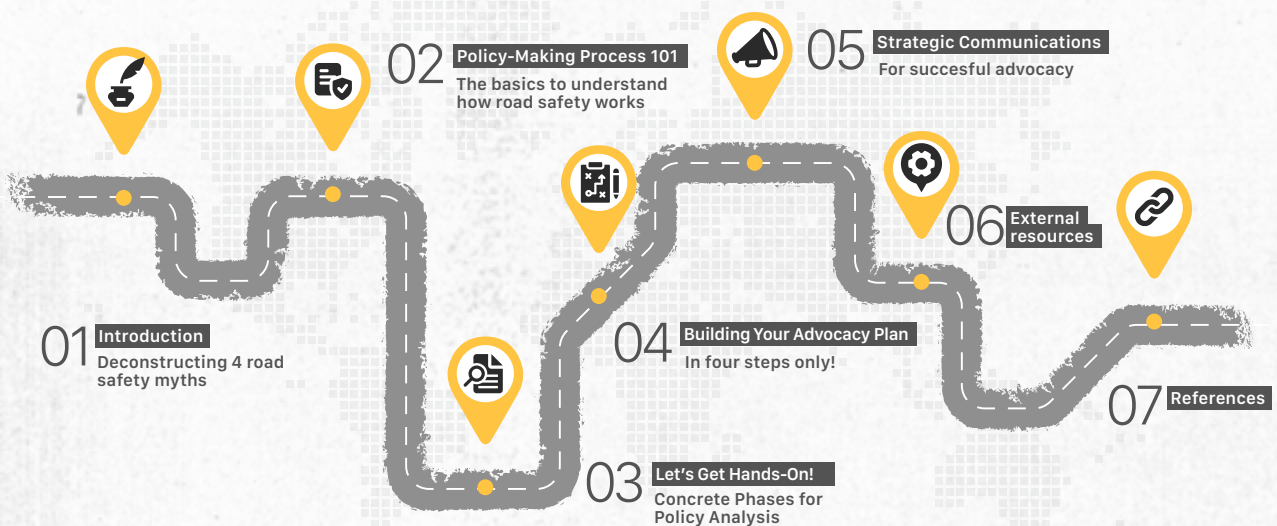 01
Introduction
Deconstructing 4 road
safety myths
02
Policy-Making Process 101
The basics to understand
how road safety works
03
Let's Get Hands-On!
Concrete Phases for
Policy Analysis
04
Building Your Advocacy Plan
In four steps only!
05
Strategic Communications
For succesful advocacy
06
External
resources
07
References